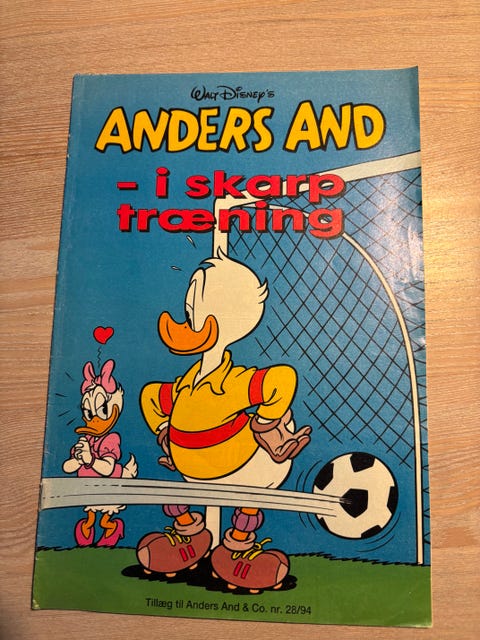 Walt Disney's
ANDERS AND
- i skarp
træning
Tillæg til Anders And & Co. nr. 28/94